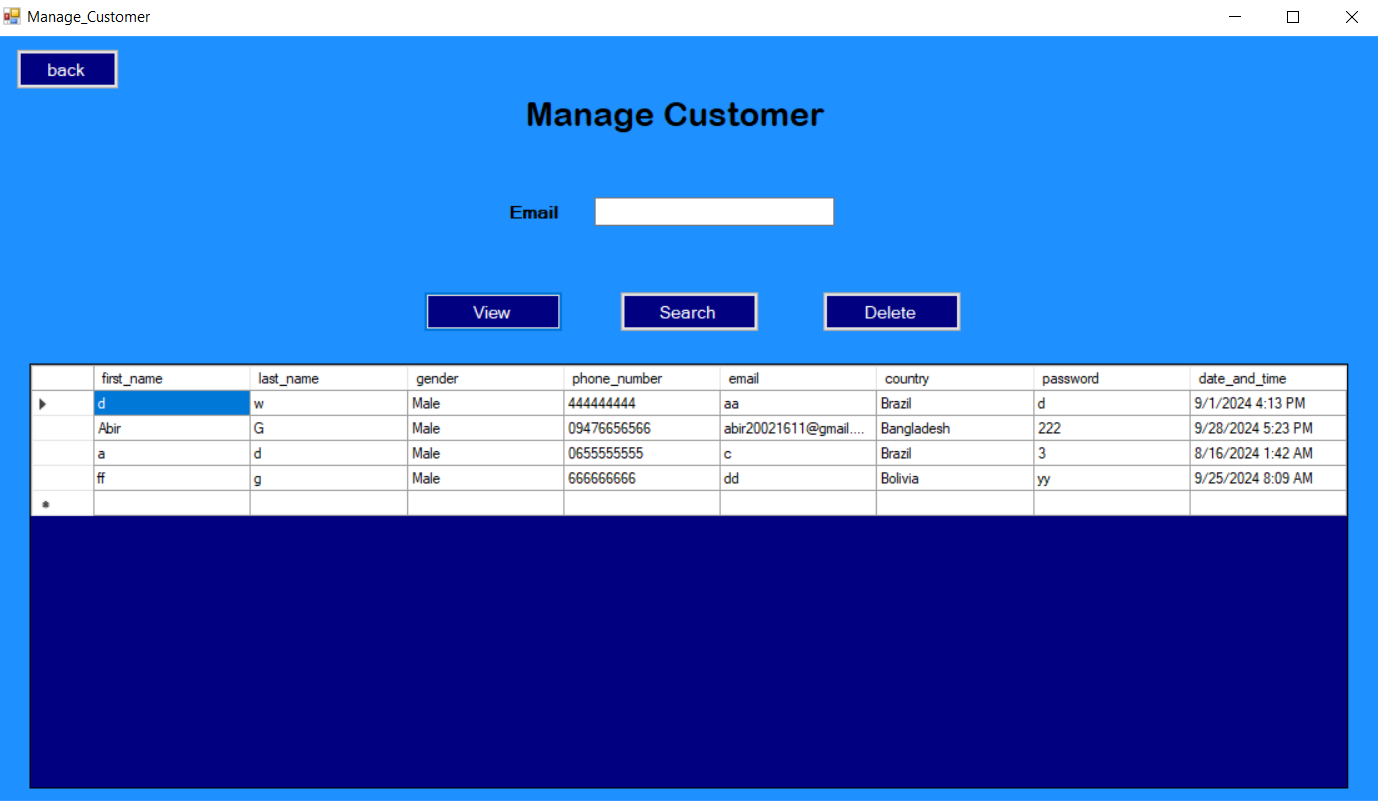 Manage_Customer
back
Manage Customer
Email
View Search Delete
first_name last_name gender phone_number email country password date_and_time
d w Male 444444444 aa Brazil d 9/1/2024 4:13 PM
Abir G Male 09476656566 abir20021611@gmail.... Bangladesh 222 9/28/2024 5:23 PM
a d Male 0655555555 c Brazil 3 8/16/2024 1:42 AM
ff g Male 666666666 dd Bolivia yy 9/25/2024 8:09 AM